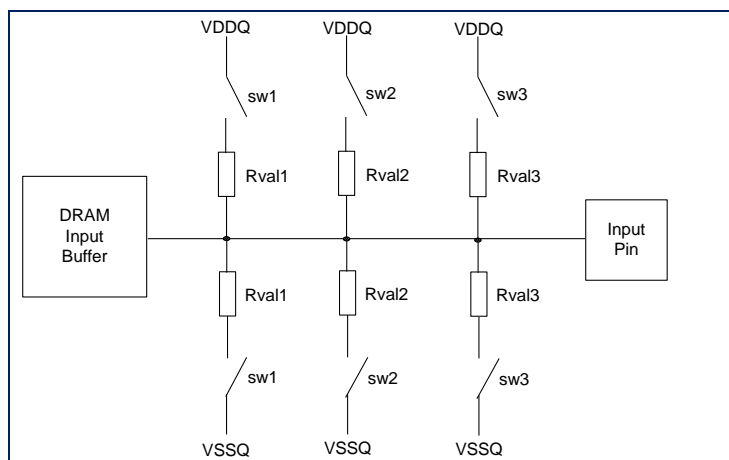 VDDQ VDDQ VDDQ
sw1 sw2 sw3
Rval1 Rval2 Rval3
DRAM
Input
Buffer
Input
Pin
Rval1 Rval2 Rval3
sw1 sw2 sw3
VSSQ VSSQ VSSQ